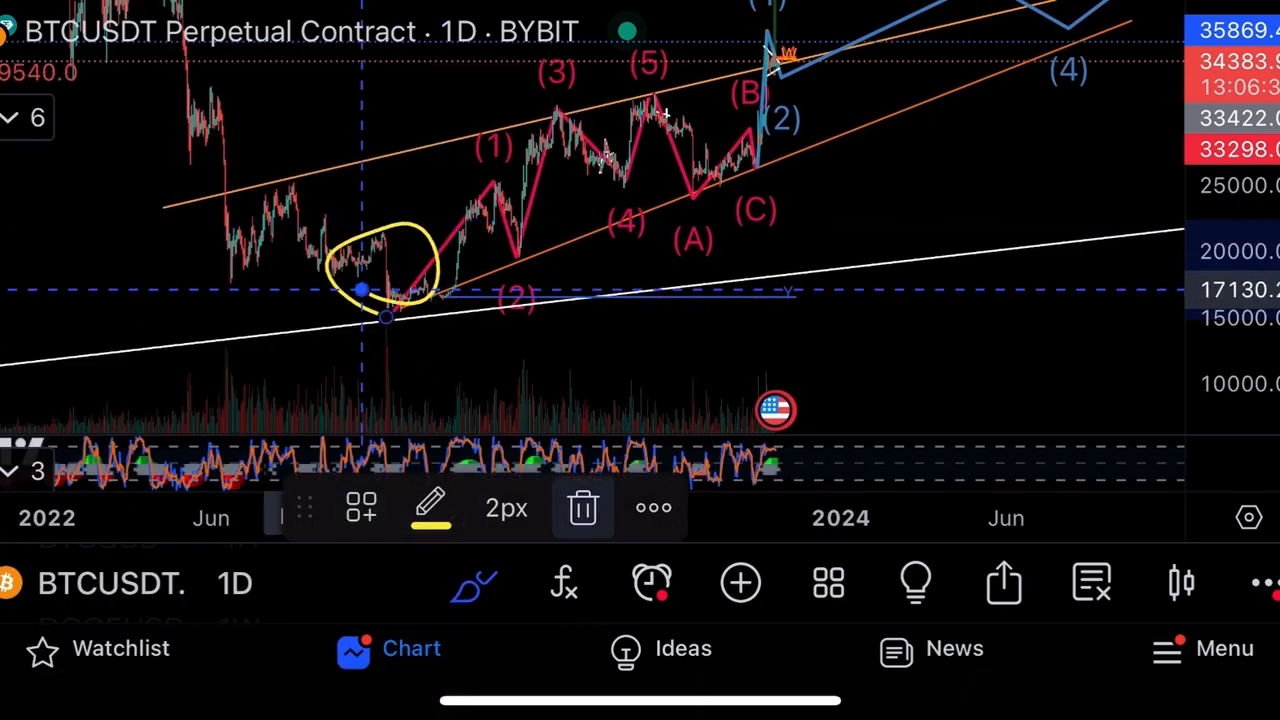 BTCUSDT Perpetual Contract · 1D · BYBIT
35869.4
9540.0
34383.9
13:06:3
6
33422.0
33298.0
(1)
(2)
(3)
(4)
(5)
(A)
(B
(C)
(2)
(4)
W
Y
25000.0
20000.0
17130.2
15000.0
10000.0
3
2022
Jun
2024
Jun
2px
BTCUSDT. 1D
Watchlist
Chart
Ideas
News
Menu